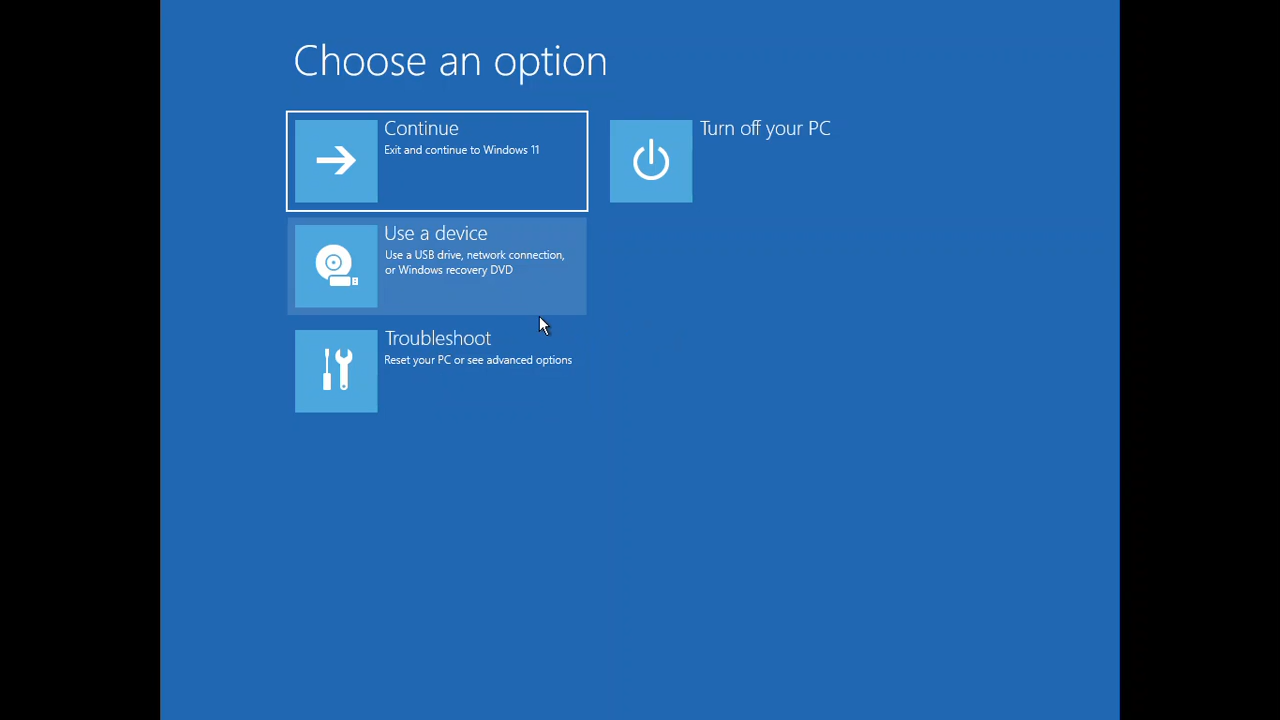 Choose an option
Continue
Exit and continue to Windows 11
Turn off your PC
Use a device
Use a USB drive, network connection,
or Windows recovery DVD
Troubleshoot
Reset your PC or see advanced options